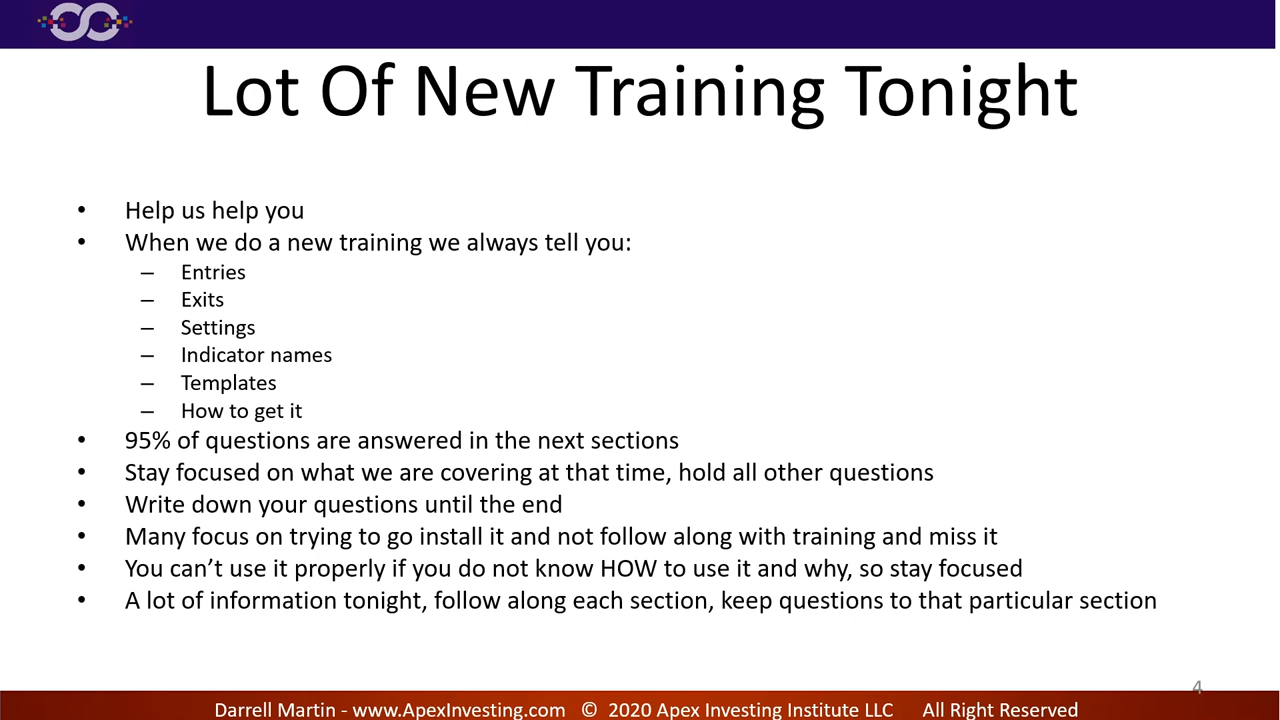 Lot Of New Training Tonight
• Help us help you
• When we do a new training we always tell you:
– Entries
– Exits
– Settings
– Indicator names
– Templates
– How to get it
• 95% of questions are answered in the next sections
• Stay focused on what we are covering at that time, hold all other questions
• Write down your questions until the end
• Many focus on trying to go install it and not follow along with training and miss it
• You can’t use it properly if you do not know HOW to use it and why, so stay focused
• A lot of information tonight, follow along each section, keep questions to that particular section
4
Darrell Martin - www.ApexInvesting.com © 2020 Apex Investing Institute LLC All Right Reserved